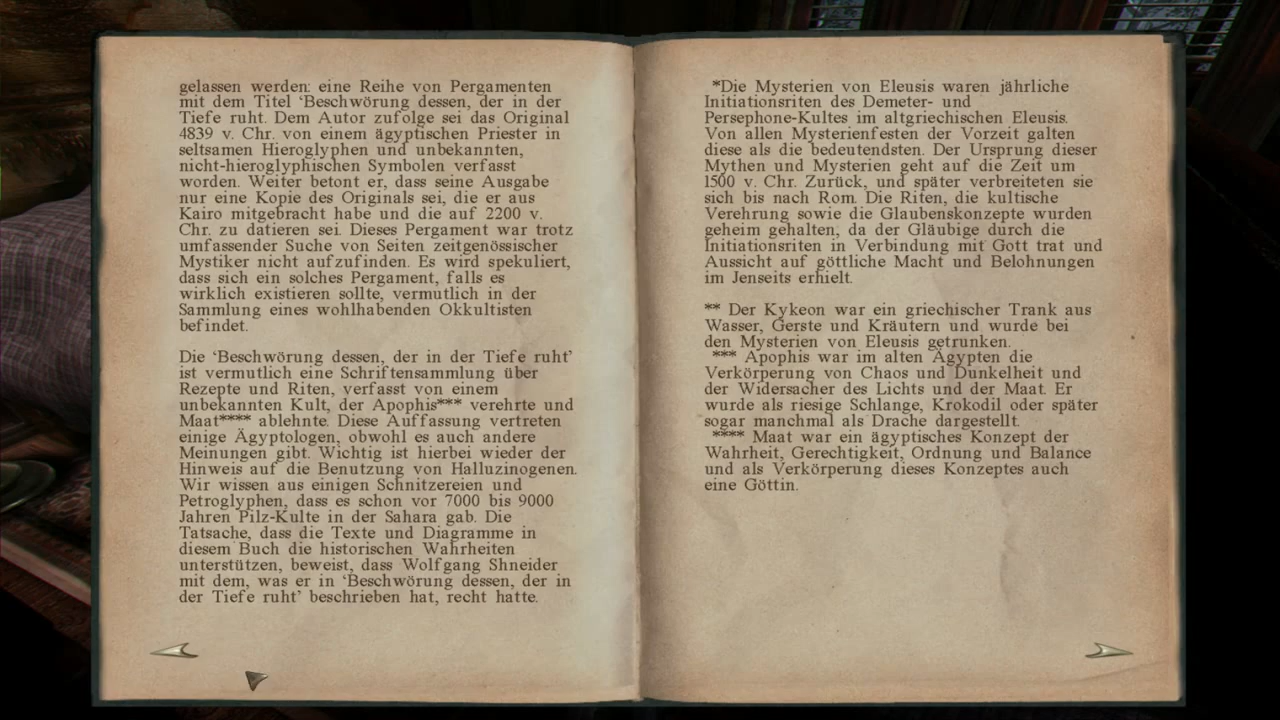 gelassen werden: eine Reihe von Pergamenten
mit dem Titel ‘Beschwörung dessen, der in der
Tiefe ruht. Dem Autor zufolge sei das Original
4839 v. Chr. von einem ägyptischen Priester in
seltsamen Hieroglyphen und unbekannten,
nicht-hieroglyphischen Symbolen verfasst
worden. Weiter betont er, dass seine Ausgabe
nur eine Kopie des Originals sei, die er aus
Kairo mitgebracht habe und die auf 2200 v.
Chr. zu datieren sei. Dieses Pergament war trotz
umfassender Suche von Seiten zeitgenössischer
Mystiker nicht aufzufinden. Es wird spekuliert,
dass sich ein solches Pergament, falls es
wirklich existieren sollte, vermutlich in der
Sammlung eines wohlhabenden Okkultisten
befindet.
Die ‘Beschwörung dessen, der in der Tiefe ruht’
ist vermutlich eine Schriftensammlung über
Rezepte und Riten, verfasst von einem
unbekannten Kult, der Apophis*** verehrte und
Maat**** ablehnte. Diese Auffassung vertreten
einige Ägyptologen, obwohl es auch andere
Meinungen gibt. Wichtig ist hierbei wieder der
Hinweis auf die Benutzung von Halluzinogenen.
Wir wissen aus einigen Schnitzereien und
Petroglyphen, dass es schon vor 7000 bis 9000
Jahren Pilz-Kulte in der Sahara gab. Die
Tatsache, dass die Texte und Diagramme in
diesem Buch die historischen Wahrheiten
unterstützen, beweist, dass Wolfgang Shneider
mit dem, was er in ‘Beschwörung dessen, der in
der Tiefe ruht’ beschrieben hat, recht hatte.
*Die Mysterien von Eleusis waren jährliche
Initiationsriten des Demeter- und
Persephone-Kultes im altgriechischen Eleusis.
Von allen Mysterienfesten der Vorzeit galten
diese als die bedeutendsten. Der Ursprung dieser
Mythen und Mysterien geht auf die Zeit um
1500 v. Chr. Zurück, und später verbreiteten sie
sich bis nach Rom. Die Riten, die kultische
Verehrung sowie die Glaubenskonzepte wurden
geheim gehalten, da der Gläubige durch die
Initiationsriten in Verbindung mit Gott trat und
Aussicht auf göttliche Macht und Belohnungen
im Jenseits erhielt.
** Der Kykeon war ein griechischer Trank aus
Wasser, Gerste und Kräutern und wurde bei
den Mysterien von Eleusis getrunken.
*** Apophis war im alten Ägypten die
Verkörperung von Chaos und Dunkelheit und
der Widersacher des Lichts und der Maat. Er
wurde als riesige Schlange, Krokodil oder später
sogar manchmal als Drache dargestellt.
**** Maat war ein ägyptisches Konzept der
Wahrheit, Gerechtigkeit, Ordnung und Balance
und als Verkörperung dieses Konzeptes auch
eine Göttin.